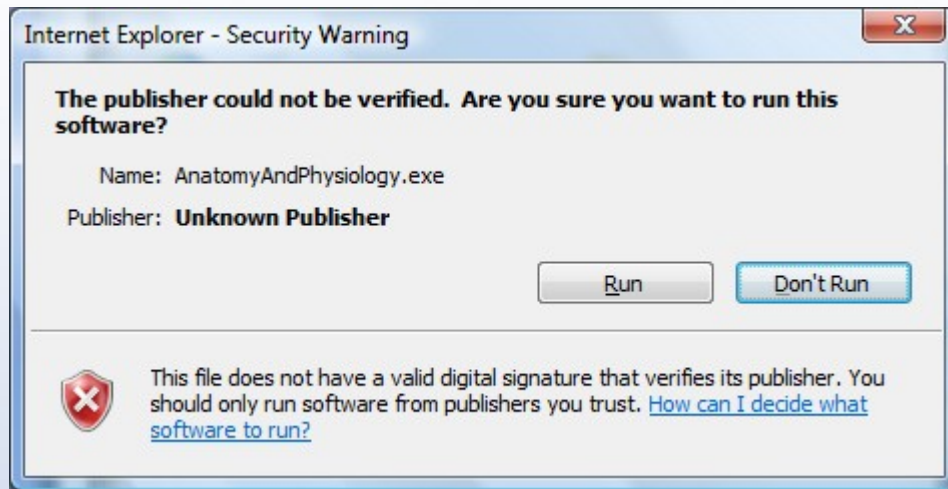 Internet Explorer - Security Warning
The publisher could not be verified.  Are you sure you want to run this
software?
Name: AnatomyAndPhysiology.exe
Publisher: Unknown Publisher
Run Don't Run
This file does not have a valid digital signature that verifies its publisher. You
should only run software from publishers you trust. How can I decide what
software to run?